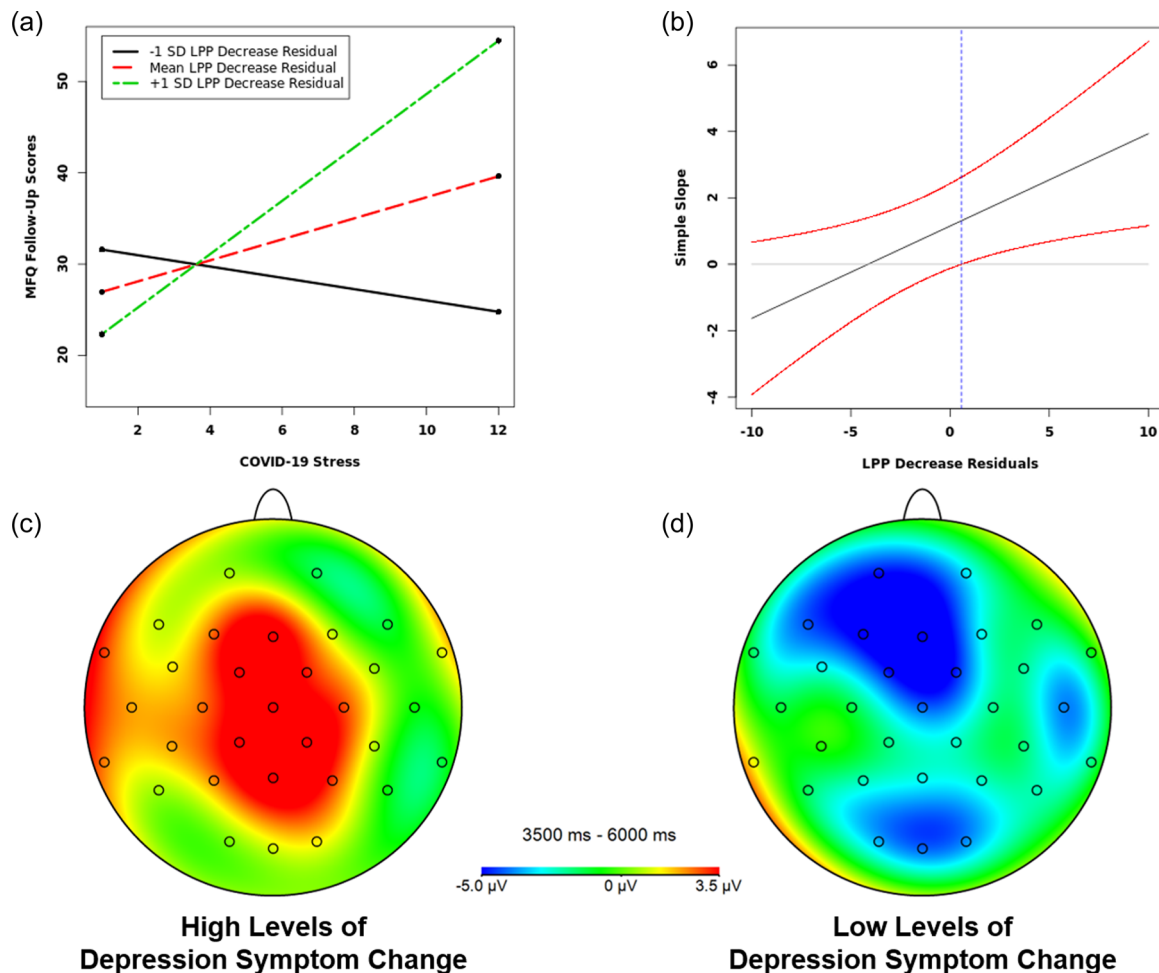 (a)
-1 SD LPP Decrease Residual
Mean LPP Decrease Residual
+1 SD LPP Decrease Residual
MFQ Follow-Up Scores
50
40
30
20
2 4 6 8 10 12
COVID-19 Stress
(b)
Simple Slope
6
4
2
0
-2
-4
-10 -5 0 5 10
LPP Decrease Residuals
(c)
(d)
3500 ms - 6000 ms
-5.0 µV 0 µV 3.5 µV
High Levels of
Depression Symptom Change
Low Levels of
Depression Symptom Change